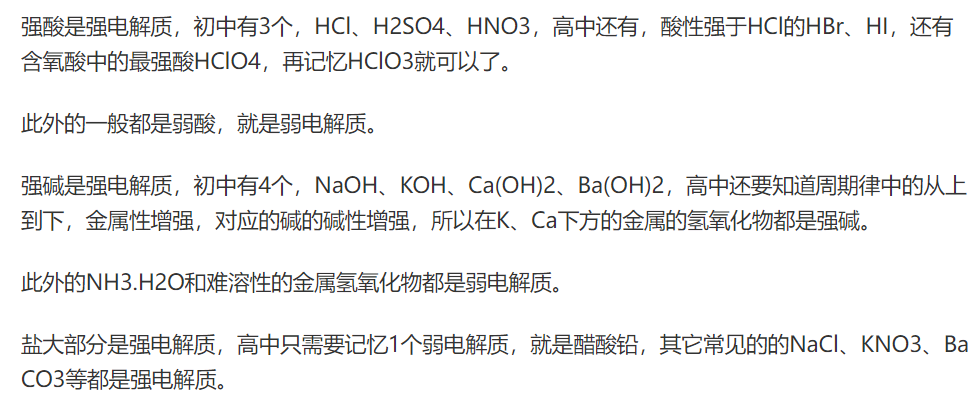 强酸是强电解质，初中有3个，HCl、H2SO4、HNO3，高中还有，酸性强于HCl的HBr、HI，还有
含氧酸中的最强酸HClO4，再记忆HClO3就可以了。
此外的一般都是弱酸，就是弱电解质。
强碱是强电解质，初中有4个，NaOH、KOH、Ca(OH)2、Ba(OH)2，高中还要知道周期律中的从上
到下，金属性增强，对应的碱的碱性增强，所以在K、Ca下方的金属的氢氧化物都是强碱。
此外的NH3.H2O和难溶性的金属氢氧化物都是弱电解质。
盐大部分是强电解质，高中只需要记忆1个弱电解质，就是醋酸铅，其它常见的的NaCl、KNO3、Ba
CO3等都是强电解质。